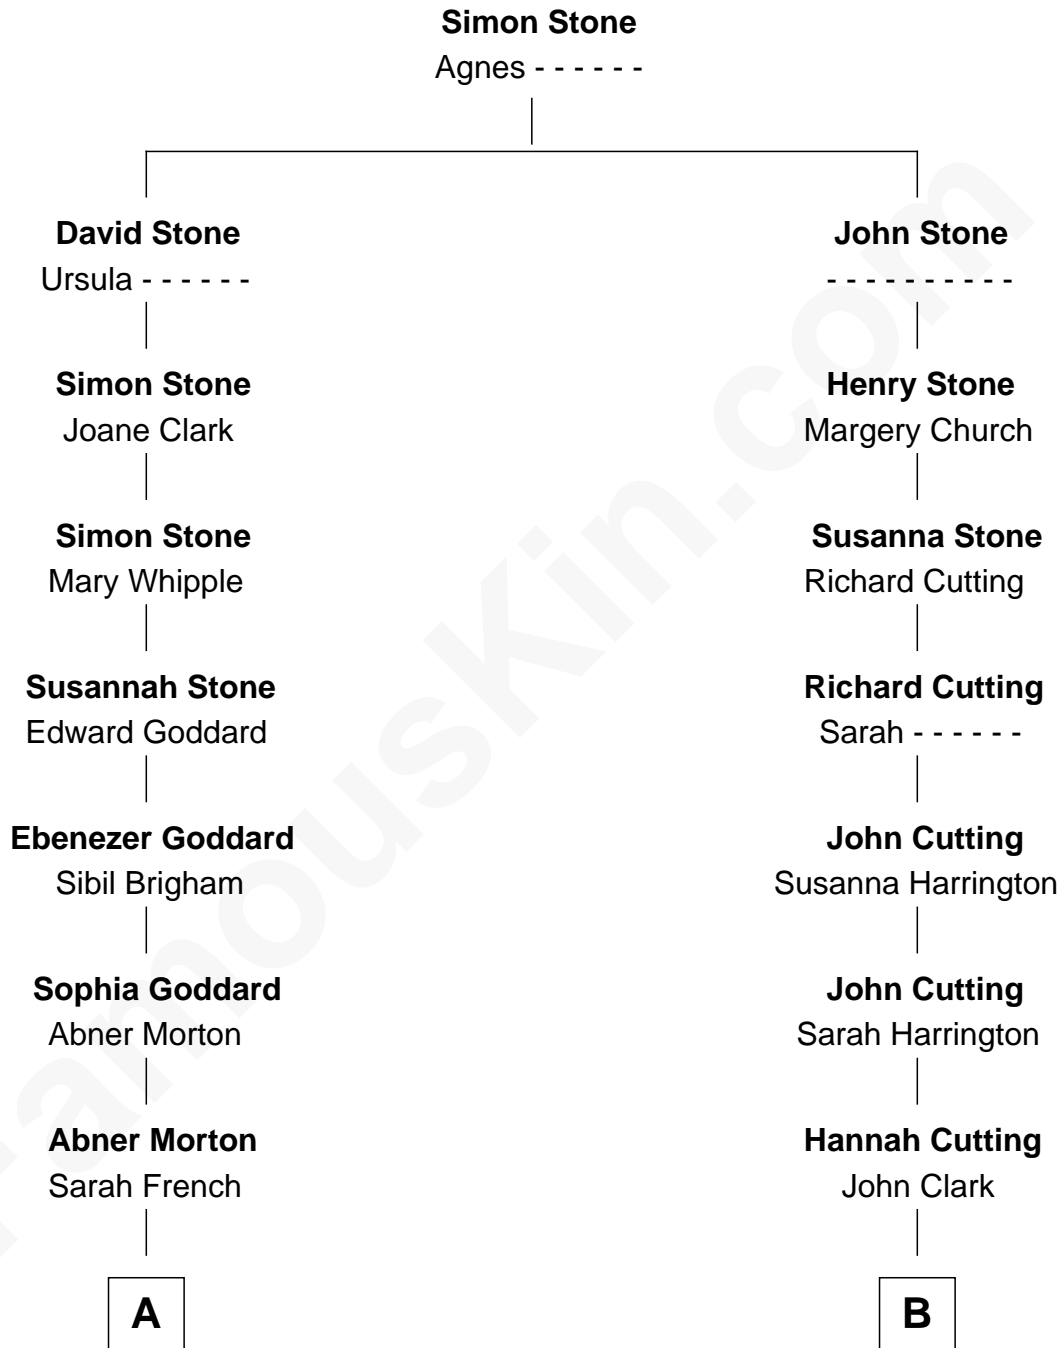 Simon Stone
Agnes - - - - - -
David Stone
John Stone
Ursula - - - - - -
- - - - - - - - - -
Simon Stone
Henry Stone
Joane Clark
Margery Church
Simon Stone
Susanna Stone
Mary Whipple
Richard Cutting
Susannah Stone
Richard Cutting
Edward Goddard
Sarah - - - - - -
Ebenezer Goddard
John Cutting
Sibil Brigham
Susanna Harrington
Sophia Goddard
John Cutting
Abner Morton
Sarah Harrington
Abner Morton
Hannah Cutting
Sarah French
John Clark
A
B
FamousKin.com